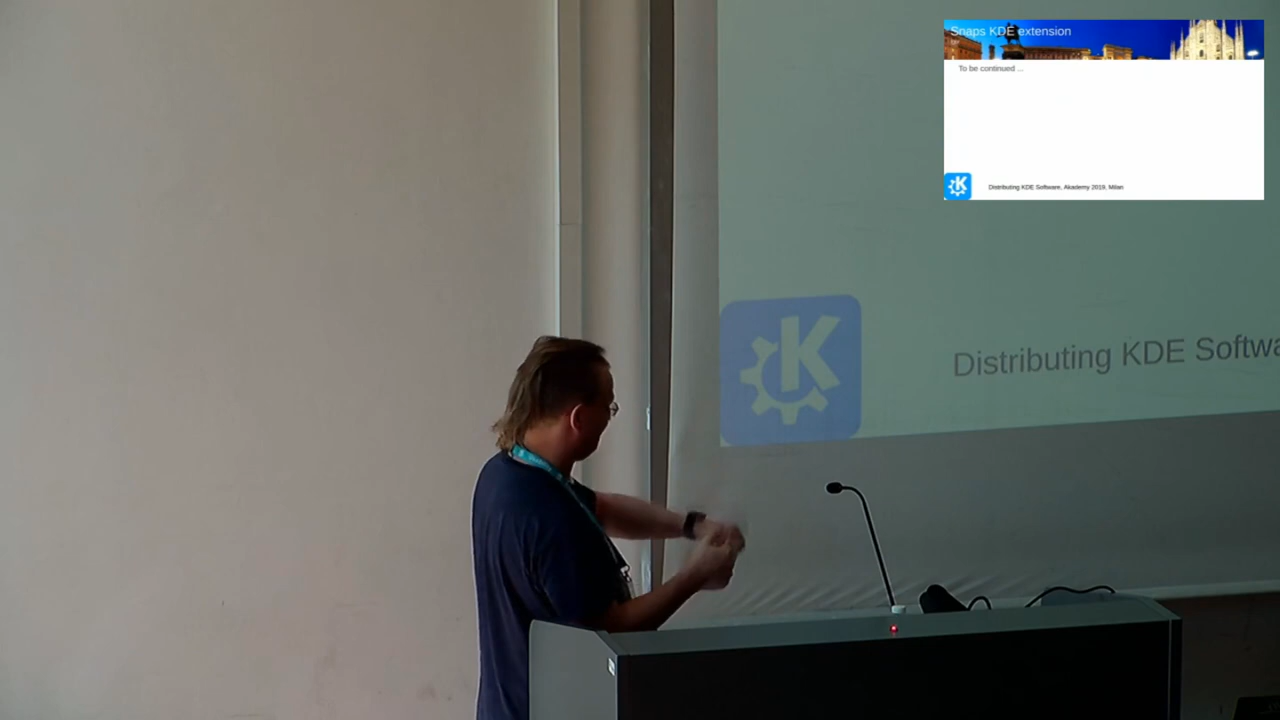 Snaps KDE extension
To be continued ...
K
Distributing KDE Software, Akademy 2019, Milan
K
Distributing KDE Softwa